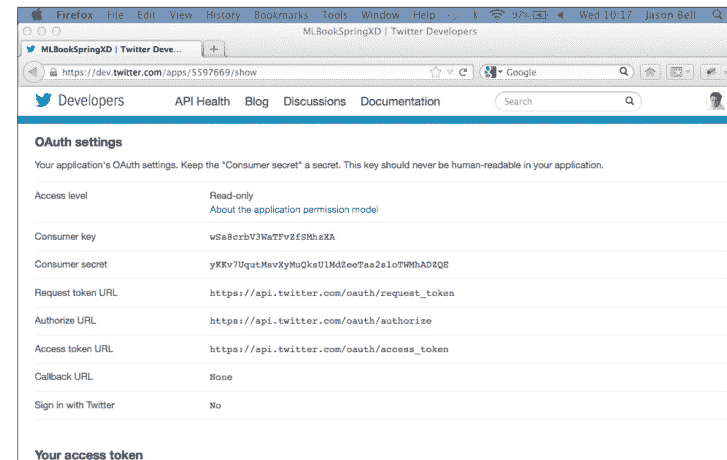 Firefox File Edit View History Bookmarks Tools Window Help 97% Wed 10:17 Jason Bell
MLBookSpringXD | Twitter Developers
MLBookSpringXD | Twitter Deve...
https://dev.twitter.com/apps/5597669/show Google
Developers API Health Blog Discussions Documentation Search
OAuth settings
Your application's OAuth settings. Keep the "Consumer secret" a secret. This key should never be human-readable in your application.
Access level Read-only
About the application permission model
Consumer key wSs8crbV3WaTFvZfSMhzXA
Consumer secret yKKv7UqutMsvXyMuQksU1MdZeeTaa2sloTWMhADZQE
Request token URL https://api.twitter.com/oauth/request_token
Authorize URL https://api.twitter.com/oauth/authorize
Access token URL https://api.twitter.com/oauth/access_token
Callback URL None
Sign in with Twitter No
Your access token